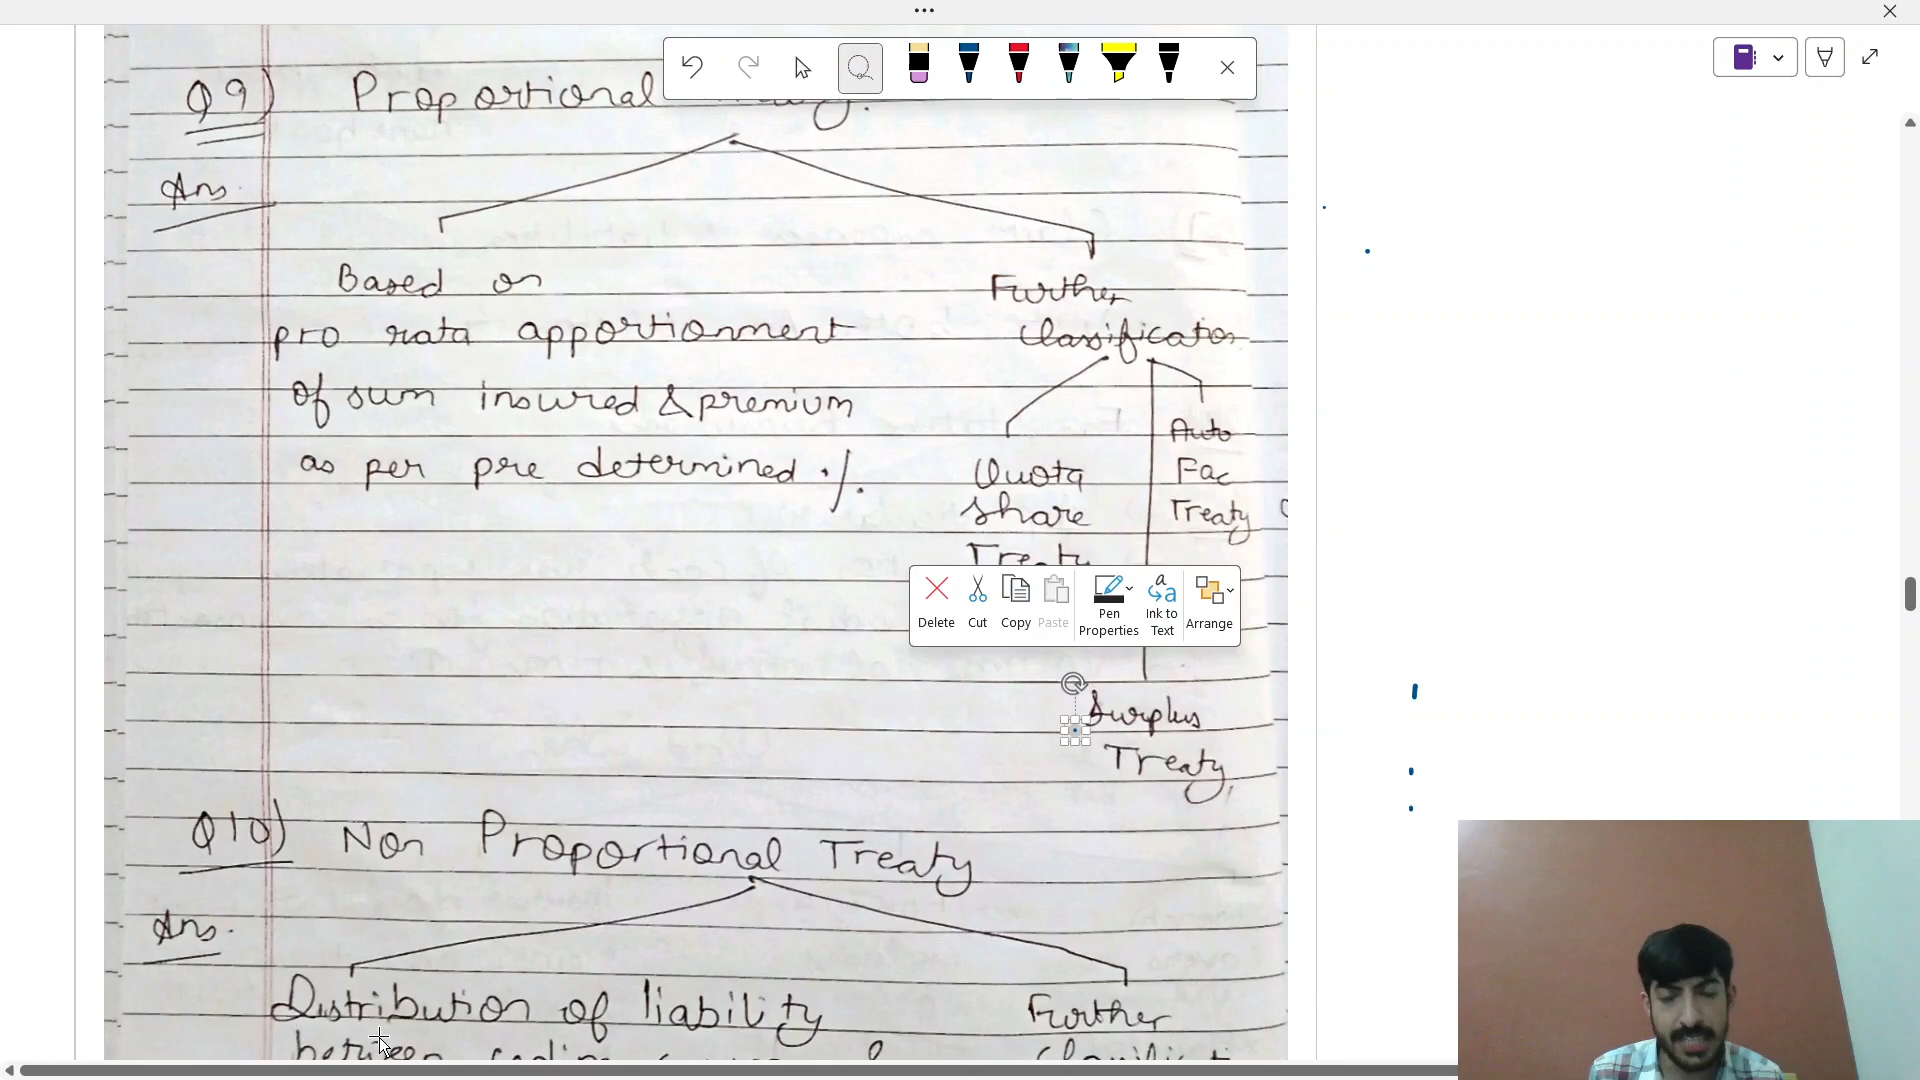 Q9) Proportional
Ans.
Based on
pro rata apportionment
of sum insured & premium
as per pre determined %.
Further
Classification
Quota
Share
Treaty
Auto
Fac
Treaty
Surplus
Treaty
Delete Cut Copy Paste Pen Properties Ink to Text Arrange
Q10) Non Proportional Treaty
Ans.
Distribution of liability
between
Further